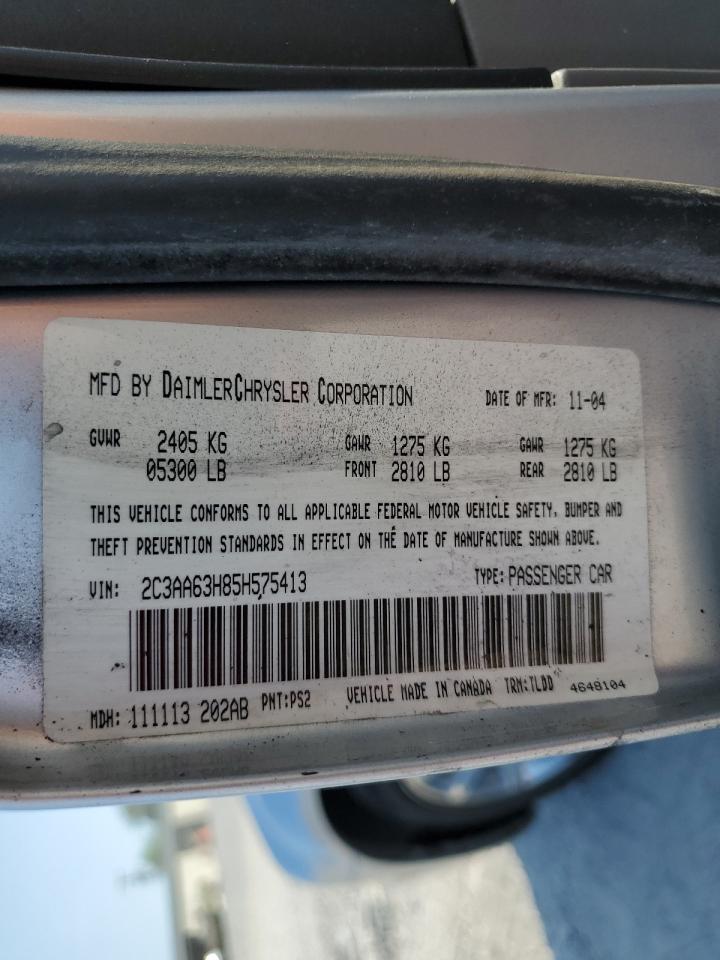 MFD BY DAIMLERCHRYSLER CORPORATION DATE OF MFR: 11-04
GVWR 2405 KG GAWR 1275 KG GAWR 1275 KG
05300 LB FRONT 2810 LB REAR 2810 LB
THIS VEHICLE CONFORMS TO ALL APPLICABLE FEDERAL MOTOR VEHICLE SAFETY, BUMPER AND
THEFT PREVENTION STANDARDS IN EFFECT ON THE DATE OF MANUFACTURE SHOWN ABOVE.
VIN: 2C3AA63H85H575413 TYPE: PASSENGER CAR
MDH: 111113 202AB PNT:PS2 VEHICLE MADE IN CANADA TRM:TLDD 4648104